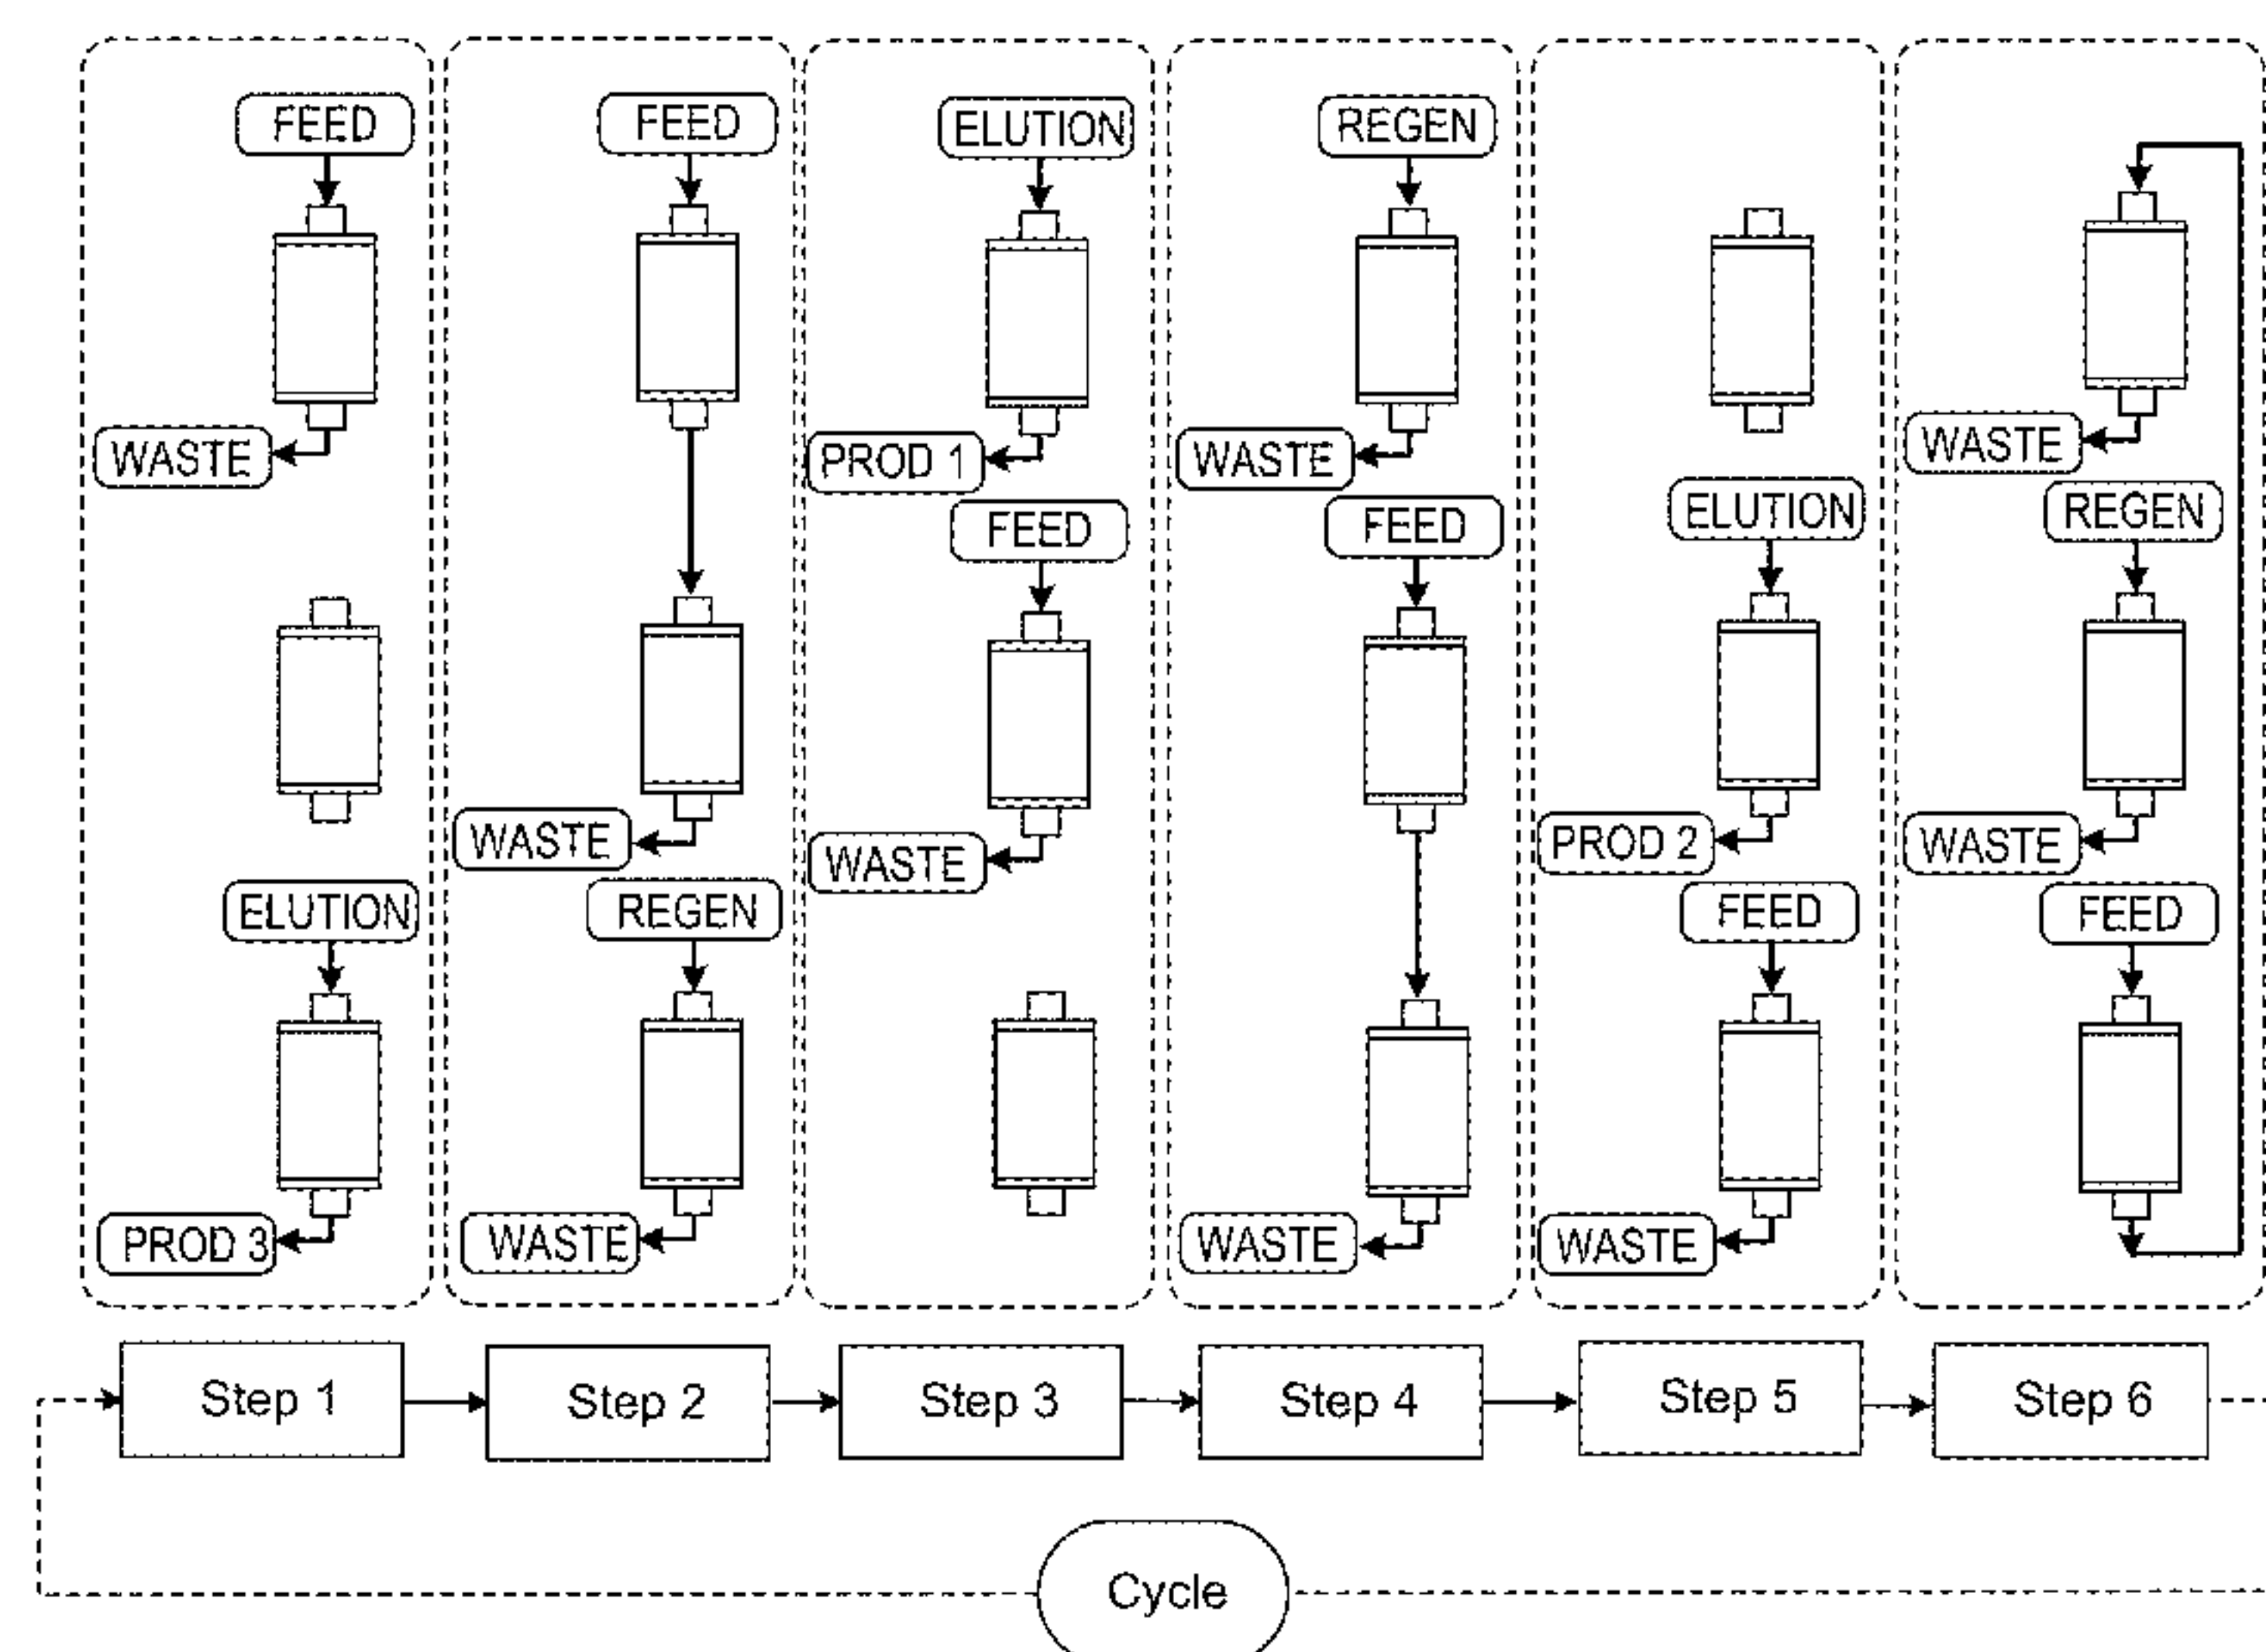 FEED
WASTE
ELUTION
PROD 3
FEED
WASTE
REGEN
WASTE
ELUTION
PROD 1
FEED
WASTE
REGEN
WASTE
FEED
WASTE
ELUTION
PROD 2
FEED
WASTE
WASTE
REGEN
WASTE
FEED
Step 1
Step 2
Step 3
Step 4
Step 5
Step 6
Cycle